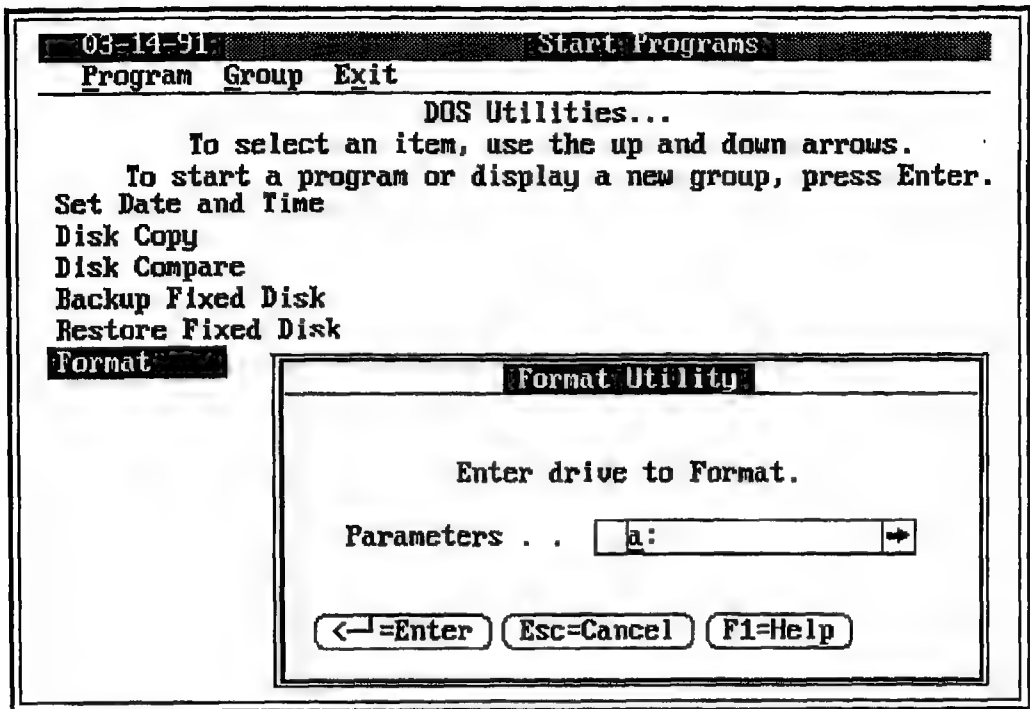 03-14-91 Start Programs
Program Group Exit
DOS Utilities...
To select an item, use the up and down arrows.
To start a program or display a new group, press Enter.
Set Date and Time
Disk Copy
Disk Compare
Backup Fixed Disk
Restore Fixed Disk
Format
Format Utility
Enter drive to Format.
Parameters . . a:
<─┘=Enter Esc=Cancel F1=Help